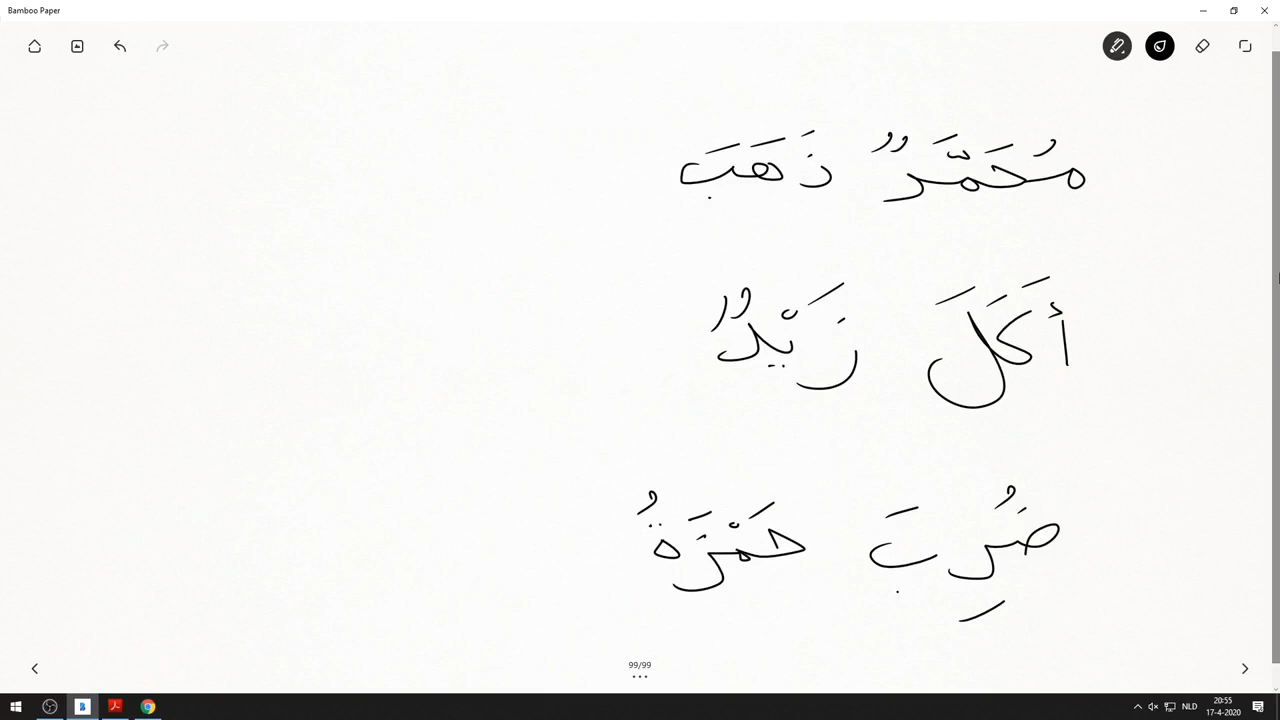 Bamboo Paper
مُحَمَّدٌ ذَهَبَ
أَكَلَ زَيْدٌ
ضُرِبَ حَمْزَةُ
99/99
NLD
20:55
17-4-2020